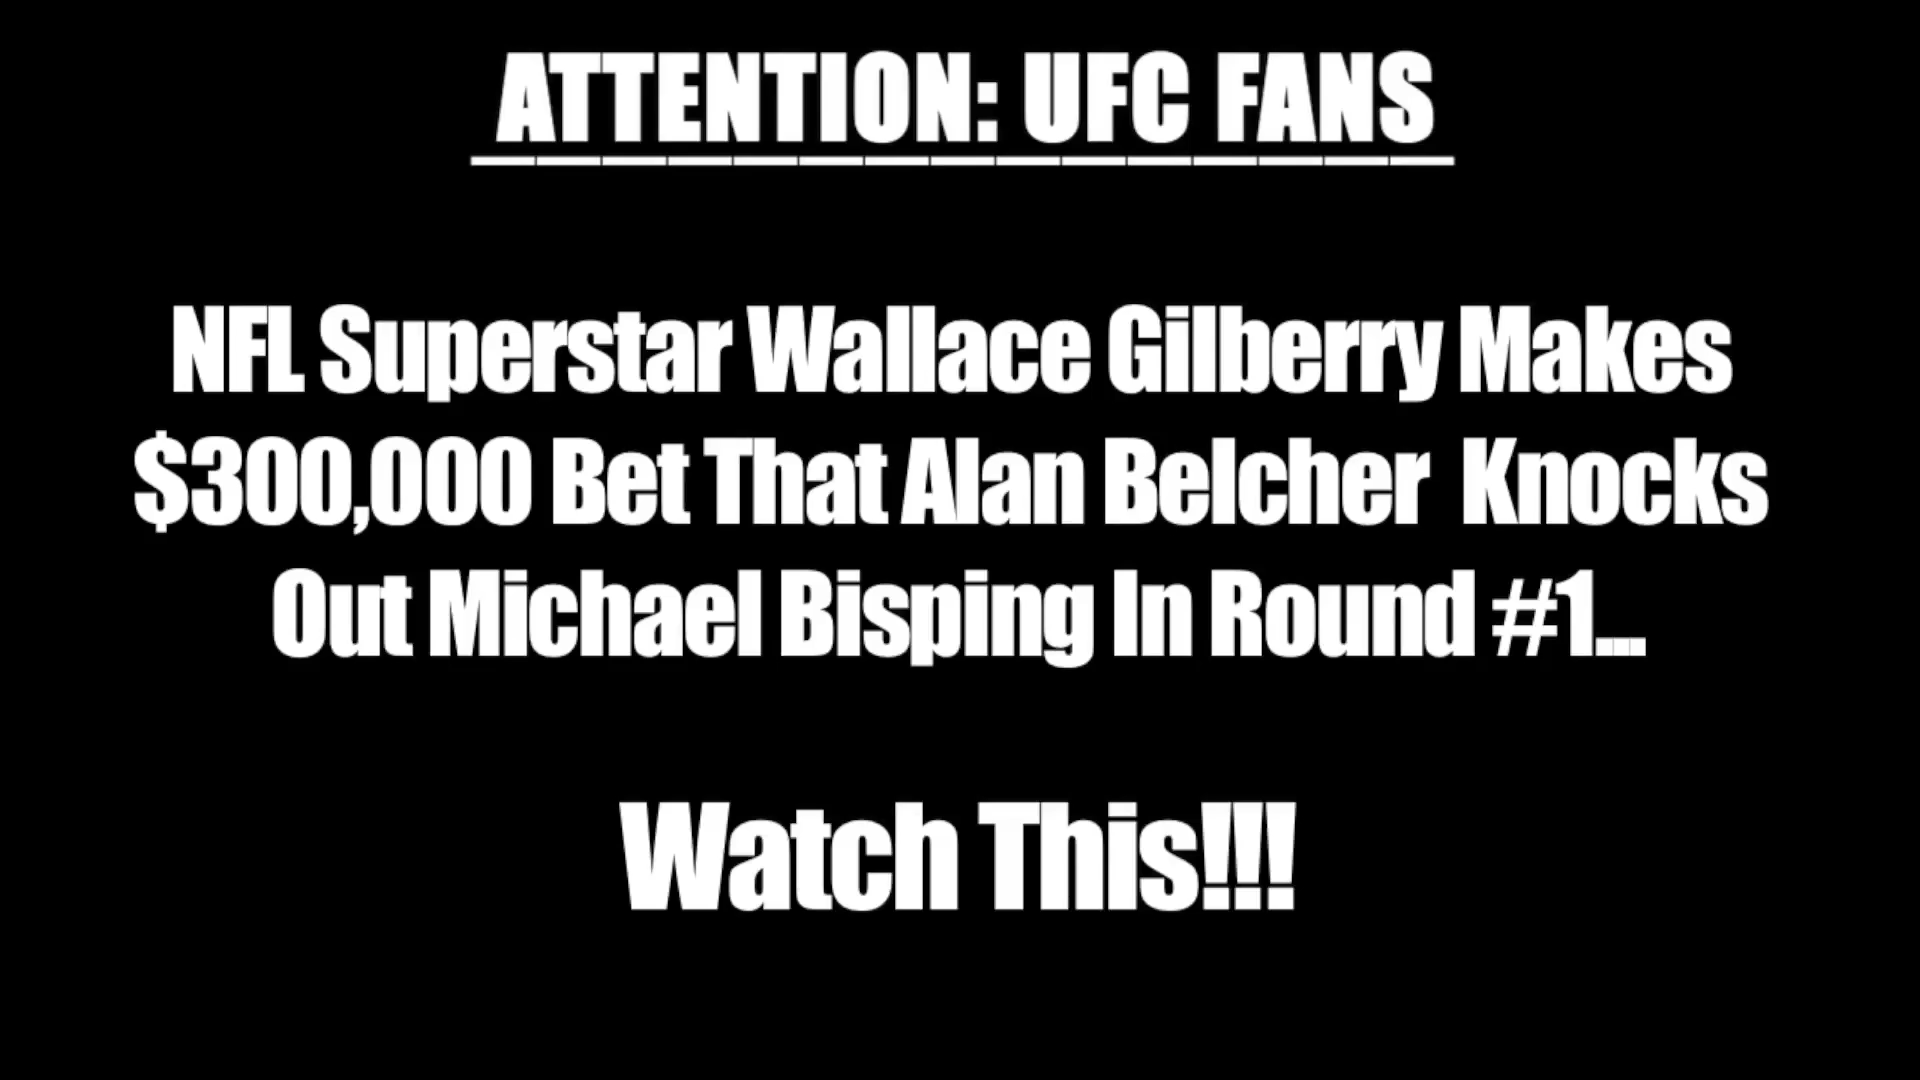 ATTENTION: UFC FANS
NFL Superstar Wallace Gilberry Makes
$300,000 Bet That Alan Belcher Knocks
Out Michael Bisping In Round #1...
Watch This!!!